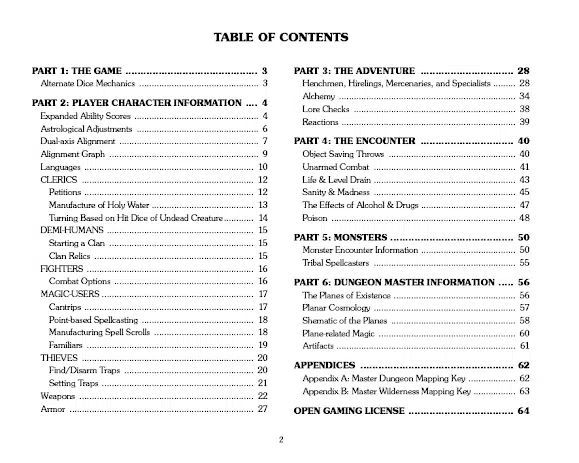 TABLE OF CONTENTS
PART 1: THE GAME ............................................ 3
Alternate Dice Mechanics ........................................ 3
PART 2: PLAYER CHARACTER INFORMATION .... 4
Expanded Ability Scores .......................................... 4
Astrological Adjustments ......................................... 6
Dual-axis Alignment ............................................... 7
Alignment Graph ................................................... 9
Languages .......................................................... 10
CLERICS ........................................................... 12
Petitions ......................................................... 12
Manufacture of Holy Water ................................... 13
Turning Based on Hit Dice of Undead Creature........... 14
DEMI-HUMANS .................................................. 15
Starting a Clan ................................................. 15
Clan Relics ...................................................... 15
FIGHTERS ......................................................... 16
Combat Options ............................................... 16
MAGIC-USERS .................................................... 17
Cantrips ......................................................... 17
Point-based Spellcasting ...................................... 18
Manufacturing Spell Scrolls .................................. 18
Familiars ......................................................... 19
THIEVES ........................................................... 20
Find/Disarm Traps ............................................ 20
Setting Traps .................................................... 21
Weapons ............................................................ 22
Armor ............................................................... 27
PART 3: THE ADVENTURE ............................... 28
Henchmen, Hirelings, Mercenaries, and Specialists ......... 28
Alchemy ............................................................ 34
Lore Checks ....................................................... 38
Reactions ........................................................... 39
PART 4: THE ENCOUNTER ............................... 40
Object Saving Throws ........................................... 40
Unarmed Combat ................................................ 41
Life & Level Drain ................................................ 43
Sanity & Madness ................................................ 45
The Effects of Alcohol & Drugs ................................ 47
Poison .............................................................. 48
PART 5: MONSTERS ......................................... 50
Monster Encounter Information ................................ 50
Tribal Spellcasters ................................................ 55
PART 6: DUNGEON MASTER INFORMATION ..... 56
The Planes of Existence ......................................... 56
Planar Cosmology ................................................ 57
Shematic of the Planes .......................................... 58
Plane-related Magic .............................................. 60
Artifacts ............................................................ 61
APPENDICES ................................................... 62
Appendix A: Master Dungeon Mapping Key ................ 62
Appendix B: Master Wilderness Mapping Key .............. 63
OPEN GAMING LICENSE ................................... 64
2